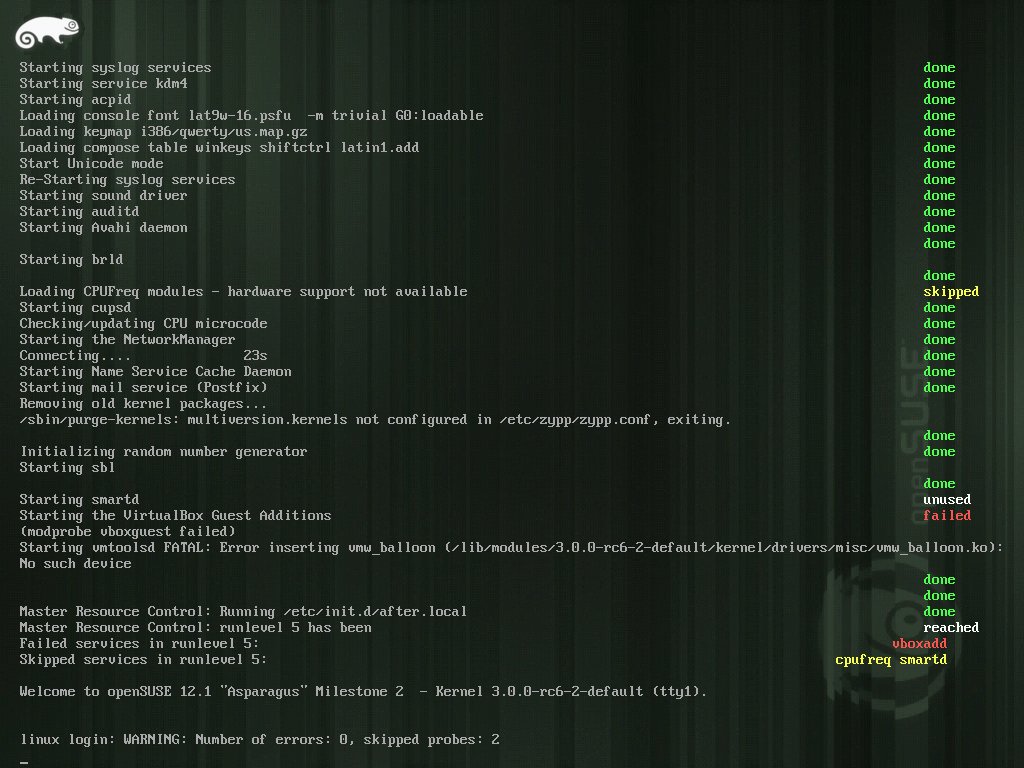 Starting syslog services done
Starting service kdm4 done
Starting acpid done
Loading console font lat9w-16.psfu  -m trivial G0:loadable done
Loading keymap i386/qwerty/us.map.gz done
Loading compose table winkeys shiftctrl latin1.add done
Start Unicode mode done
Re-Starting syslog services done
Starting sound driver done
Starting auditd done
Starting Avahi daemon done
done
Starting brld
done
Loading CPUFreq modules - hardware support not available skipped
Starting cupsd done
Checking/updating CPU microcode done
Starting the NetworkManager done
Connecting.... 23s done
Starting Name Service Cache Daemon done
Starting mail service (Postfix) done
Removing old kernel packages...
/sbin/purge-kernels: multiversion.kernels not configured in /etc/zypp/zypp.conf, exiting.
done
Initializing random number generator done
Starting sbl
done
Starting smartd unused
Starting the VirtualBox Guest Additions failed
(modprobe vboxguest failed)
Starting vmtoolsd FATAL: Error inserting vmw_balloon (/lib/modules/3.0.0-rc6-2-default/kernel/drivers/misc/vmw_balloon.ko):
No such device
done
done
Master Resource Control: Running /etc/init.d/after.local done
Master Resource Control: runlevel 5 has been reached
Failed services in runlevel 5: vboxadd
Skipped services in runlevel 5: cpufreq smartd
Welcome to openSUSE 12.1 "Asparagus" Milestone 2  - Kernel 3.0.0-rc6-2-default (tty1).
linux login: WARNING: Number of errors: 0, skipped probes: 2
_
openSUSE